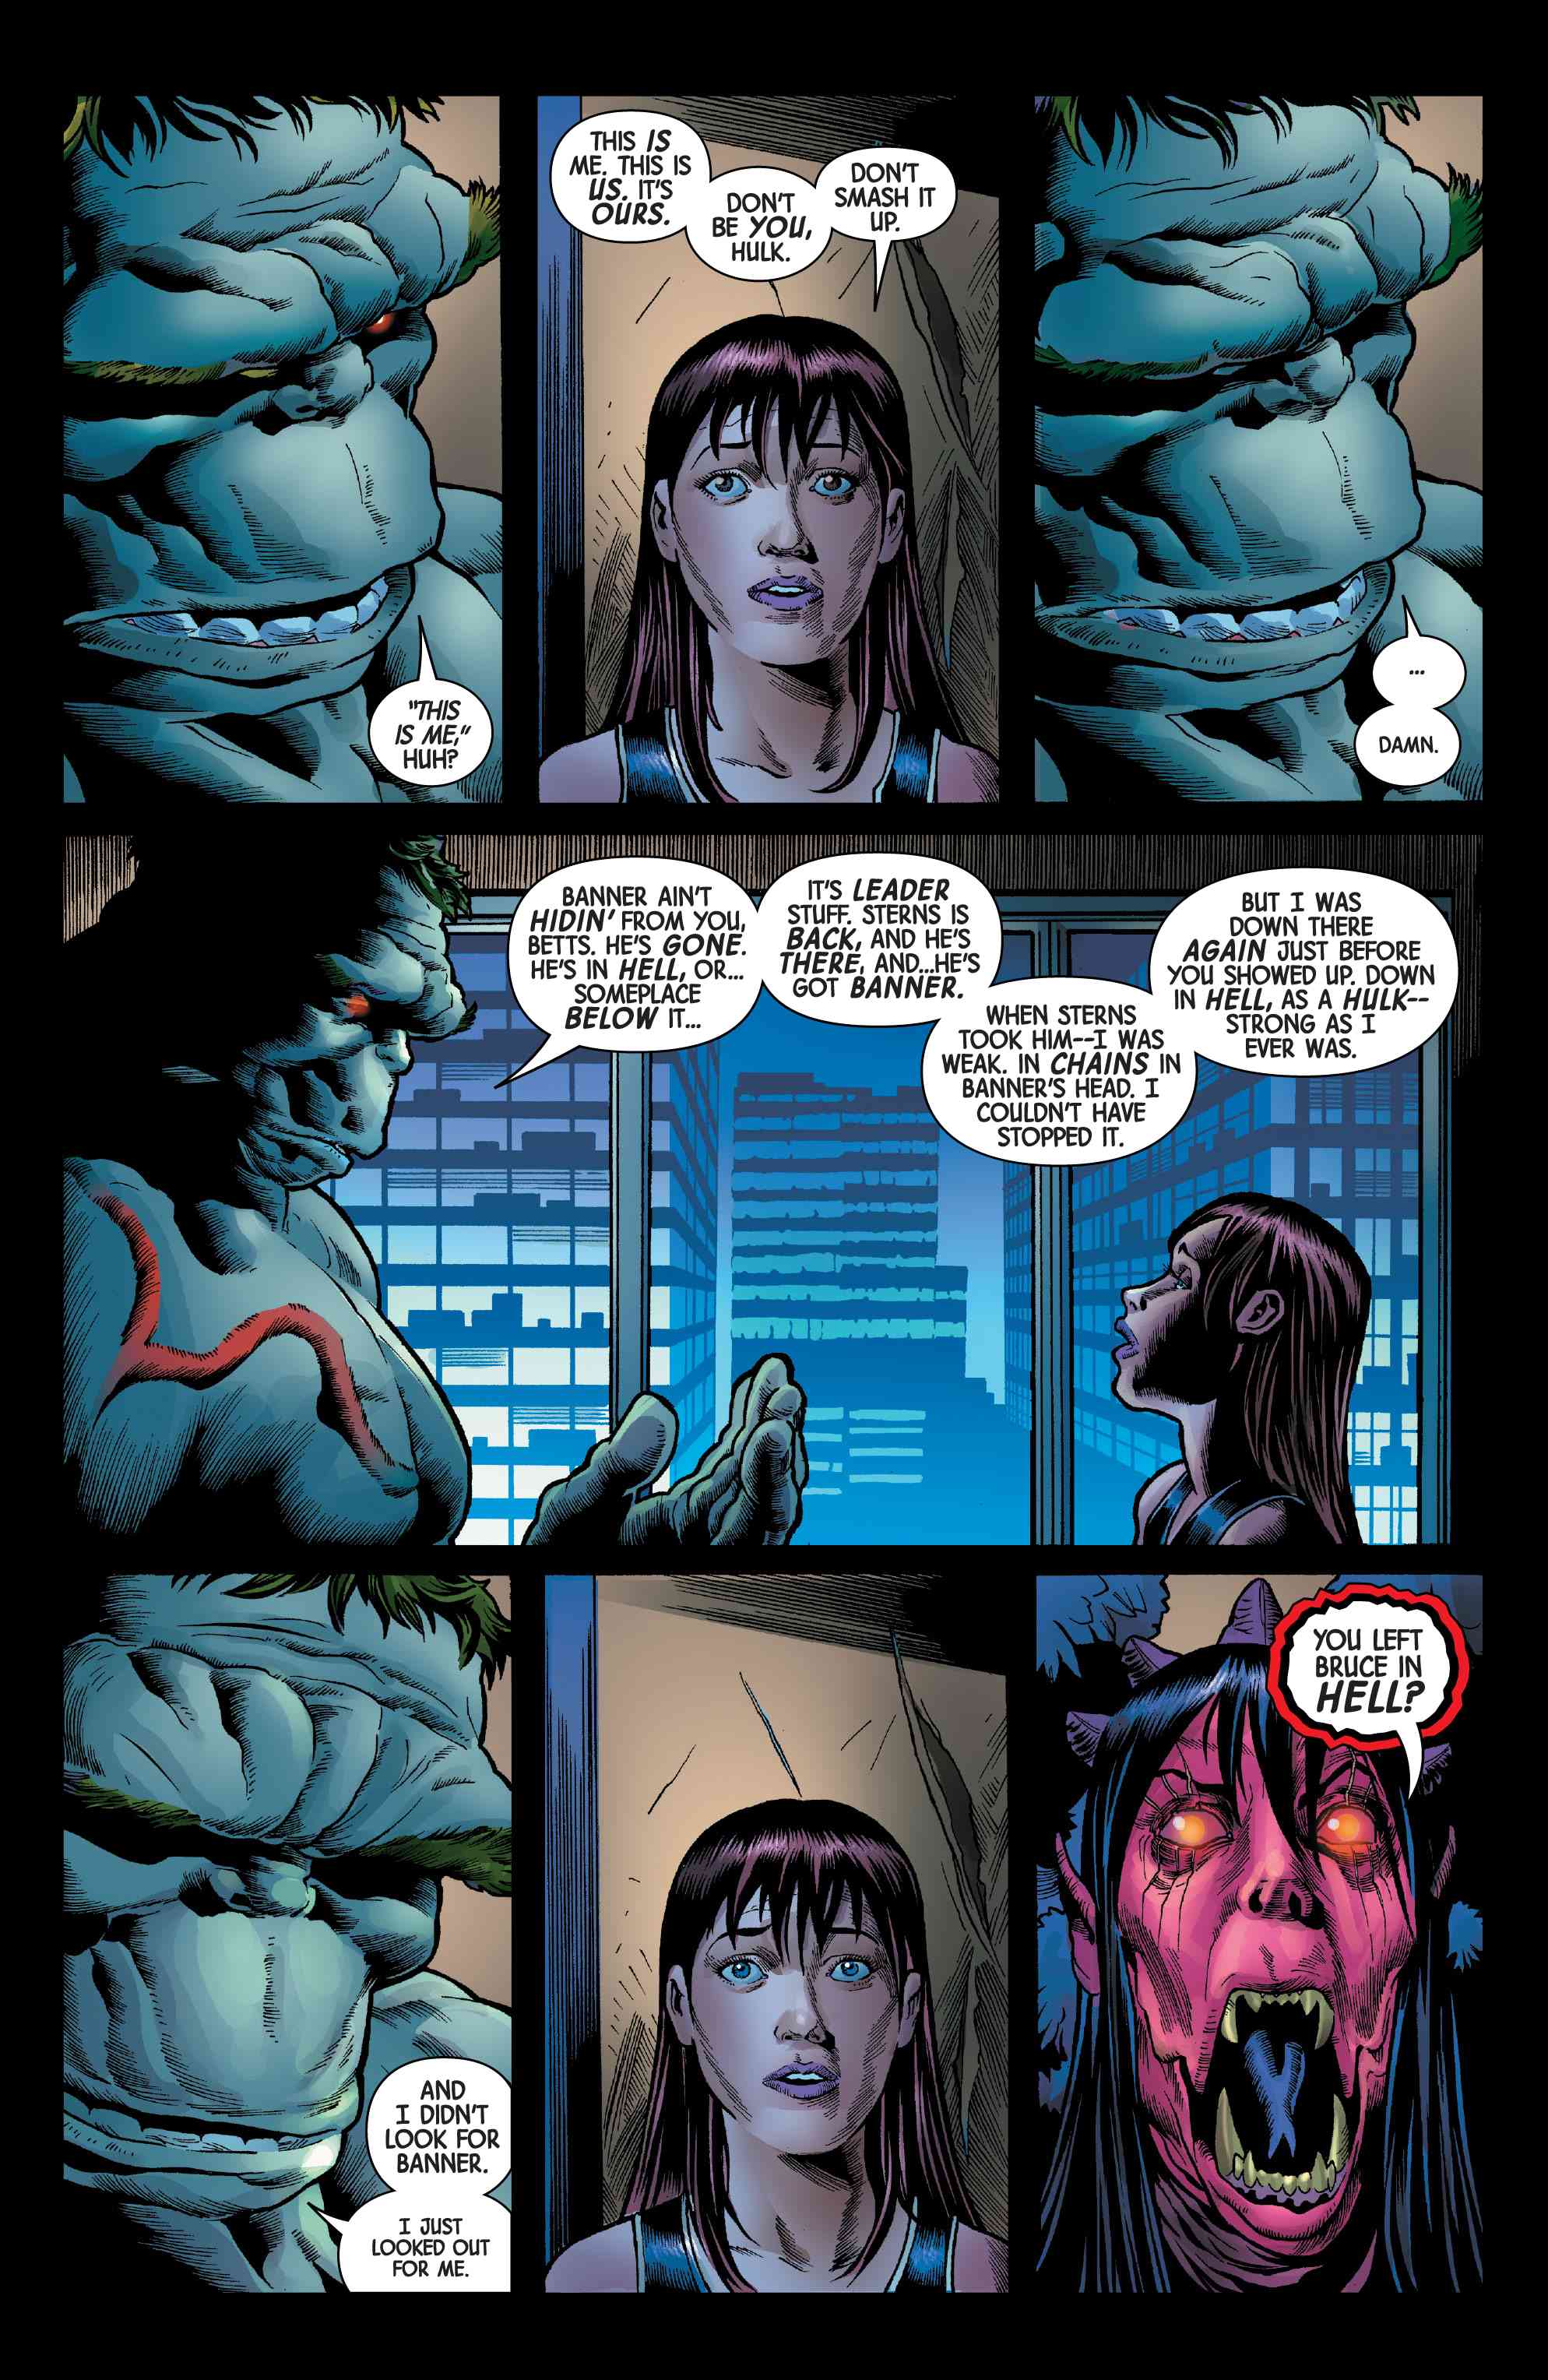 "THIS
IS ME,"
HUH?
THIS IS
ME. THIS IS
US. IT'S
OURS.
DON'T
BE YOU,
HULK.
DON'T
SMASH IT
UP.
...
DAMN.
BANNER AIN'T
HIDIN' FROM YOU,
BETTS. HE'S GONE.
HE'S IN HELL, OR...
SOMEPLACE
BELOW IT...
IT'S LEADER
STUFF. STERNS IS
BACK, AND HE'S
THERE, AND...HE'S
GOT BANNER.
WHEN STERNS
TOOK HIM--I WAS
WEAK. IN CHAINS IN
BANNER'S HEAD. I
COULDN'T HAVE
STOPPED IT.
BUT I WAS
DOWN THERE
AGAIN JUST BEFORE
YOU SHOWED UP. DOWN
IN HELL, AS A HULK--
STRONG AS I
EVER WAS.
AND
I DIDN'T
LOOK FOR
BANNER.
I JUST
LOOKED OUT
FOR ME.
YOU LEFT
BRUCE IN
HELL?